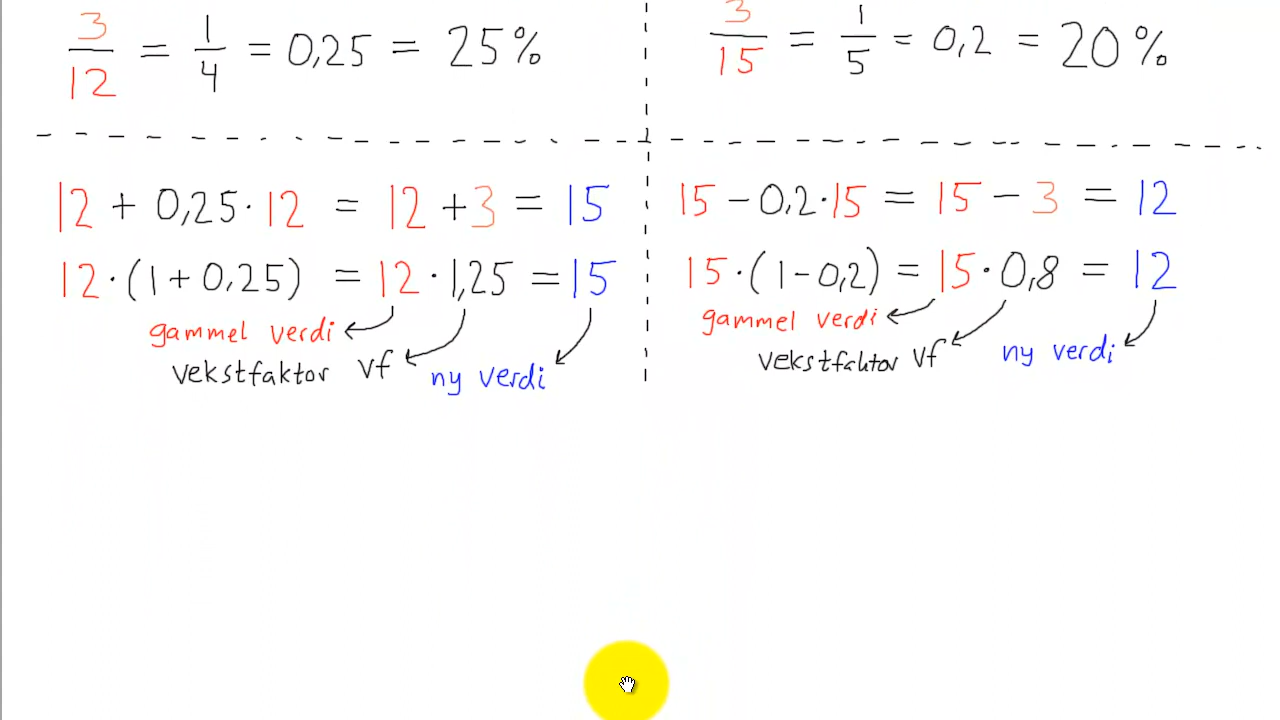 3/12 = 1/4 = 0,25 = 25%
12 + 0,25·12 = 12 + 3 = 15
12·(1 + 0,25) = 12·1,25 = 15
gammel verdi
vekstfaktor vf
ny verdi
3/15 = 1/5 = 0,2 = 20%
15 − 0,2·15 = 15 − 3 = 12
15·(1 − 0,2) = 15·0,8 = 12
gammel verdi
vekstfaktor vf
ny verdi